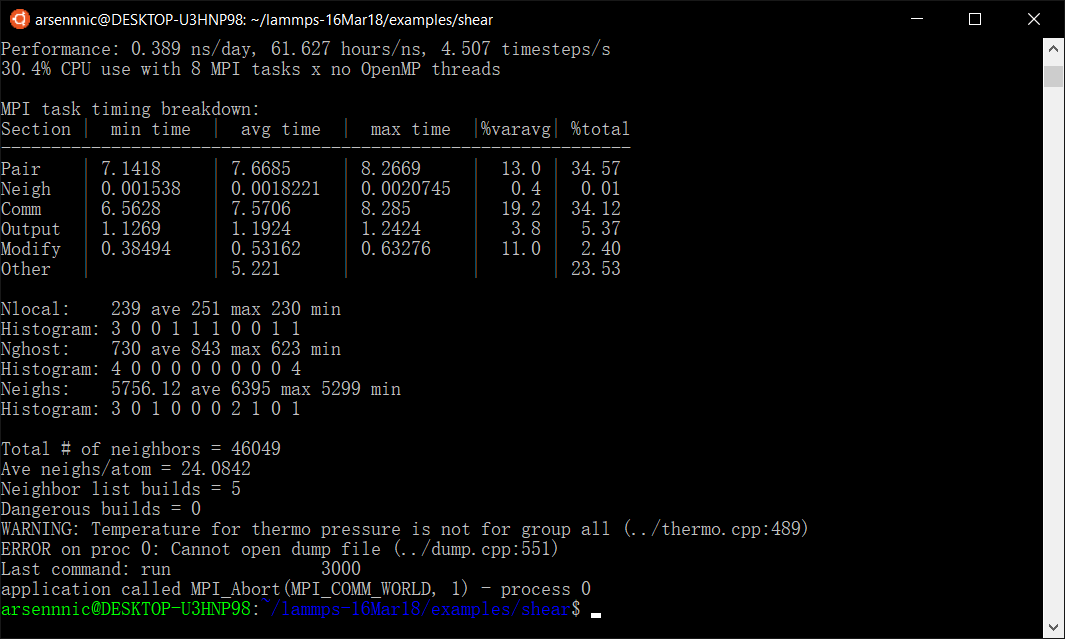 arsennnic@DESKTOP-U3HNP98: ~/lammps-16Mar18/examples/shear
Performance: 0.389 ns/day, 61.627 hours/ns, 4.507 timesteps/s
30.4% CPU use with 8 MPI tasks x no OpenMP threads
MPI task timing breakdown:
Section | min time | avg time | max time |%varavg| %total
---------------------------------------------------------------
Pair | 7.1418 | 7.6685 | 8.2669 | 13.0 | 34.57
Neigh | 0.001538 | 0.0018221 | 0.0020745 | 0.4 | 0.01
Comm | 6.5628 | 7.5706 | 8.285 | 19.2 | 34.12
Output | 1.1269 | 1.1924 | 1.2424 | 3.8 | 5.37
Modify | 0.38494 | 0.53162 | 0.63276 | 11.0 | 2.40
Other | | 5.221 | | | 23.53
Nlocal: 239 ave 251 max 230 min
Histogram: 3 0 0 1 1 1 0 0 1 1
Nghost: 730 ave 843 max 623 min
Histogram: 4 0 0 0 0 0 0 0 0 4
Neighs: 5756.12 ave 6395 max 5299 min
Histogram: 3 0 1 0 0 0 2 1 0 1
Total # of neighbors = 46049
Ave neighs/atom = 24.0842
Neighbor list builds = 5
Dangerous builds = 0
WARNING: Temperature for thermo pressure is not for group all (../thermo.cpp:489)
ERROR on proc 0: Cannot open dump file (../dump.cpp:551)
Last command: run 3000
application called MPI_Abort(MPI_COMM_WORLD, 1) - process 0
arsennnic@DESKTOP-U3HNP98:~/lammps-16Mar18/examples/shear$